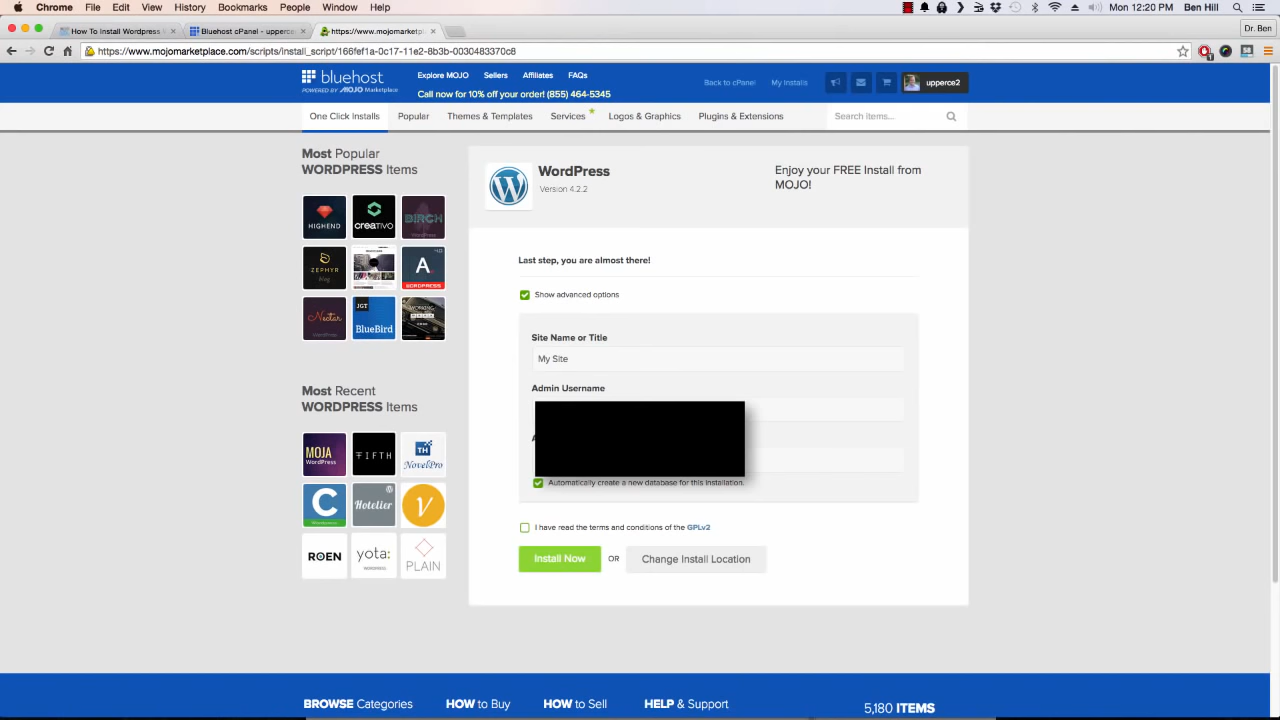 Chrome File Edit View History Bookmarks People Window Help
Mon 12:20 PM Ben Hill
How To Install Wordpress
Bluehost cPanel - upperce
https://www.mojomarketpla
Dr. Ben
https://www.mojomarketplace.com/scripts/install_script/166fef1a-0c17-11e2-8b3b-0030483370c8
bluehost
POWERED BY MOJO Marketplace
Explore MOJO Sellers Affiliates FAQs
Call now for 10% off your order! (855) 464-5345
Back to cPanel My Installs
upperce2
One Click Installs Popular Themes & Templates Services Logos & Graphics Plugins & Extensions
Search items...
Most Popular
WORDPRESS Items
HIGHEND
CREATIVO
BIRCH
WordPress
ZEPHYR
A
WORDPRESS
Nectar
WordPress
JGT
BlueBird
WORKING
Most Recent
WORDPRESS Items
MOJA
WordPress
FIFTH
TH
NovelPro
C
Hotelier
V
ROEN
yota:
WORDPRESS
PLAIN
WordPress
Version 4.2.2
Enjoy your FREE Install from
MOJO!
Last step, you are almost there!
Show advanced options
Site Name or Title
My Site
Admin Username
Automatically create a new database for this installation.
I have read the terms and conditions of the GPLv2
Install Now OR Change Install Location
BROWSE Categories HOW to Buy HOW to Sell HELP & Support
5,180 ITEMS